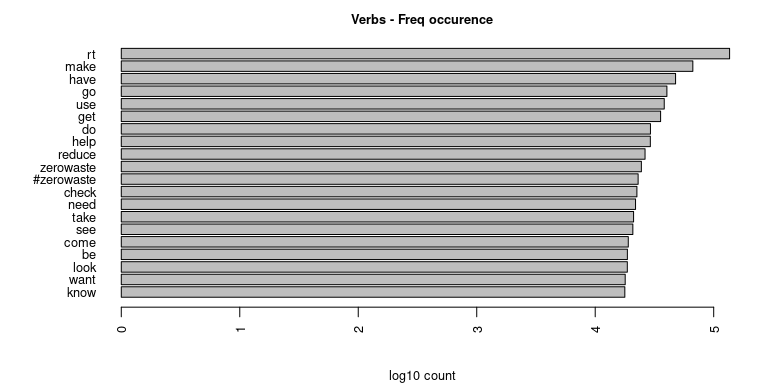 Verbs - Freq occurence
rt
make
have
go
use
get
do
help
reduce
zerowaste
#zerowaste
check
need
take
see
come
be
look
want
know
0 1 2 3 4 5
log10 count